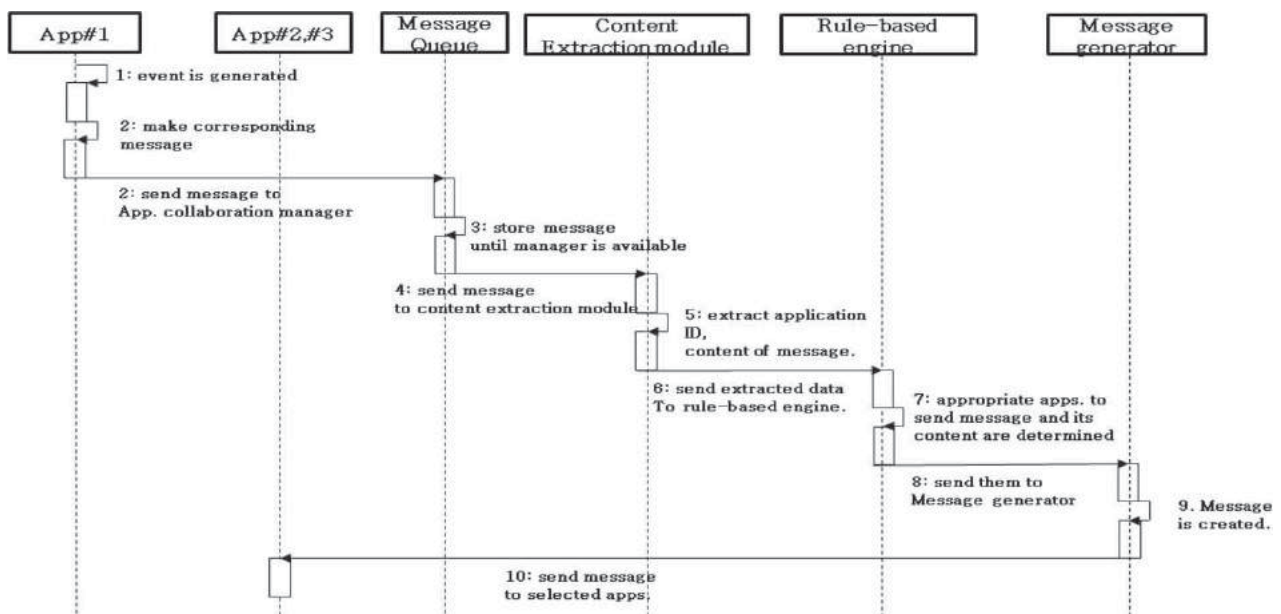 App#1
App#2,#3
Message
Queue
Content
Extraction module
Rule-based
engine
Message
generator
1: event is generated
2: make corresponding
message
2: send message to
App. collaboration manager
3: store message
until manager is available
4: send message
to content extraction module
5: extract application
ID,
content of message.
6: send extracted data
To rule-based engine.
7: appropriate apps. to
send message and its
content are determined
8: send them to
Message generator
9. Message
is created.
10: send message
to selected apps.